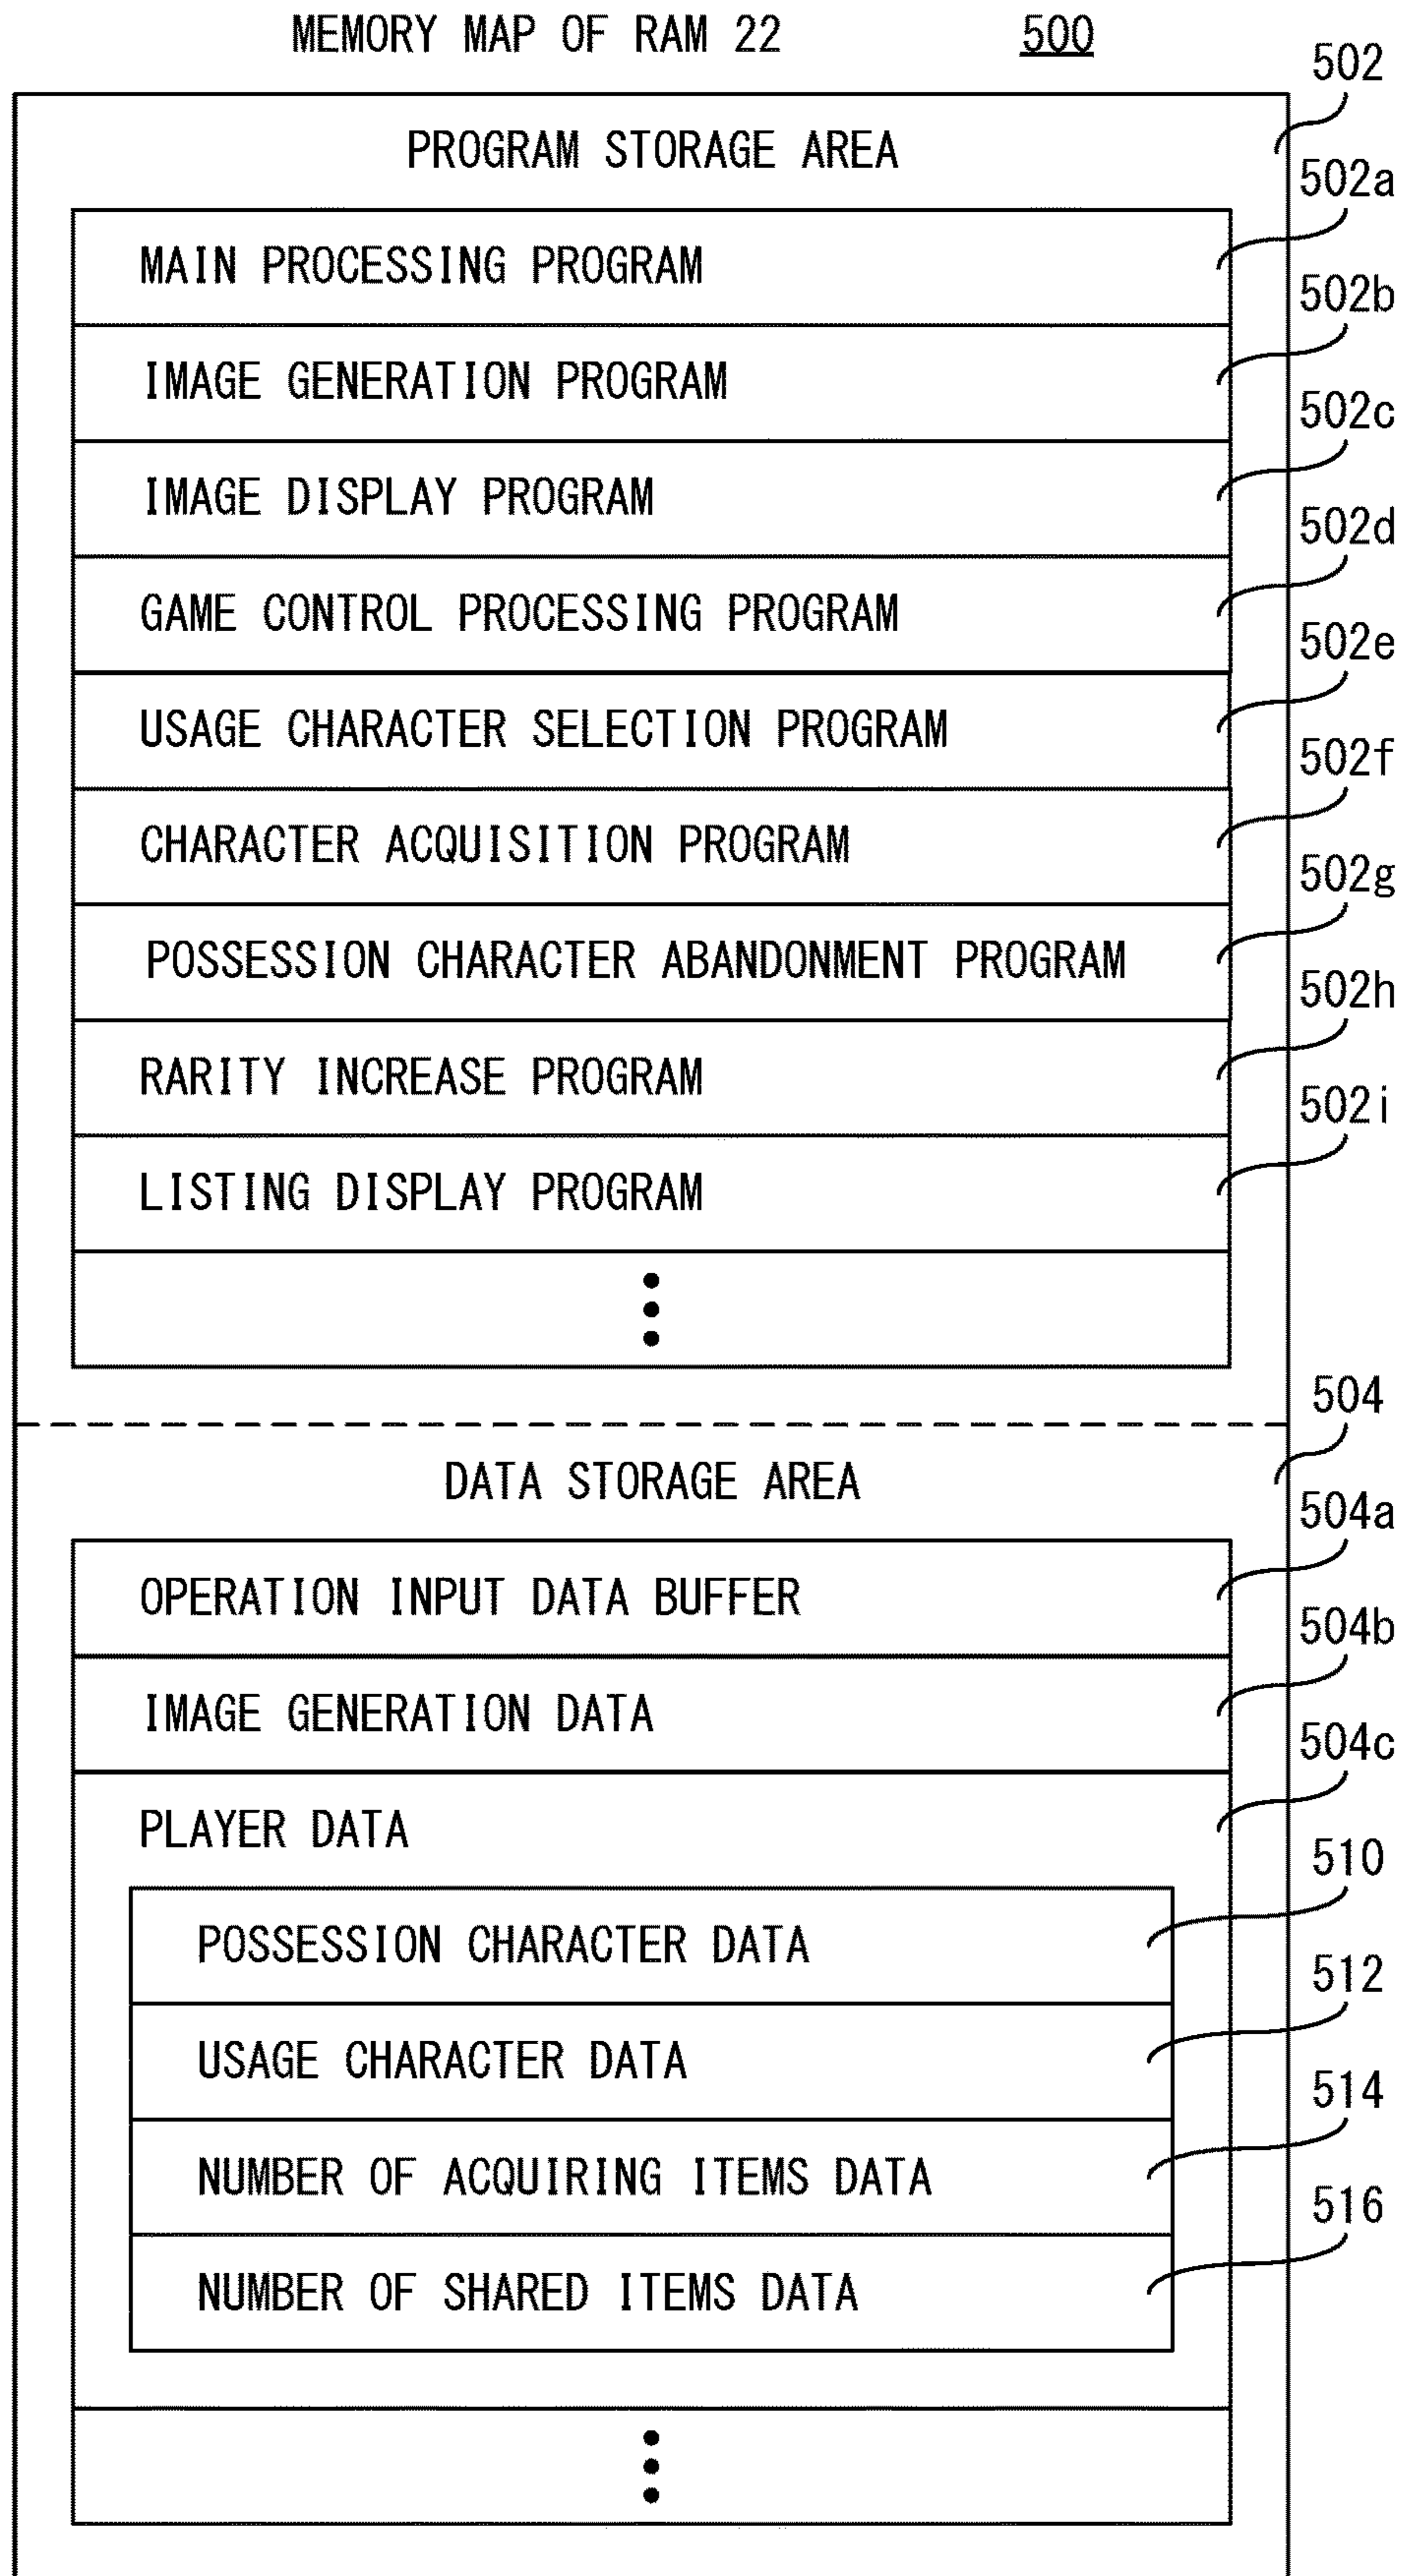 MEMORY MAP OF RAM 22 500
502
PROGRAM STORAGE AREA
502a
MAIN PROCESSING PROGRAM
502b
IMAGE GENERATION PROGRAM
502c
IMAGE DISPLAY PROGRAM
502d
GAME CONTROL PROCESSING PROGRAM
502e
USAGE CHARACTER SELECTION PROGRAM
502f
CHARACTER ACQUISITION PROGRAM
502g
POSSESSION CHARACTER ABANDONMENT PROGRAM
502h
RARITY INCREASE PROGRAM
502i
LISTING DISPLAY PROGRAM
504
DATA STORAGE AREA
504a
OPERATION INPUT DATA BUFFER
504b
IMAGE GENERATION DATA
504c
PLAYER DATA
510
POSSESSION CHARACTER DATA
512
USAGE CHARACTER DATA
514
NUMBER OF ACQUIRING ITEMS DATA
516
NUMBER OF SHARED ITEMS DATA